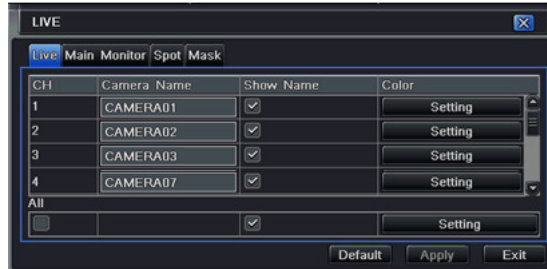 LIVE
Live Main Monitor Spot Mask
CH Camera Name Show Name Color
1 CAMERA01 Setting
2 CAMERA02 Setting
3 CAMERA03 Setting
4 CAMERA07 Setting
All
Setting
Default Apply Exit